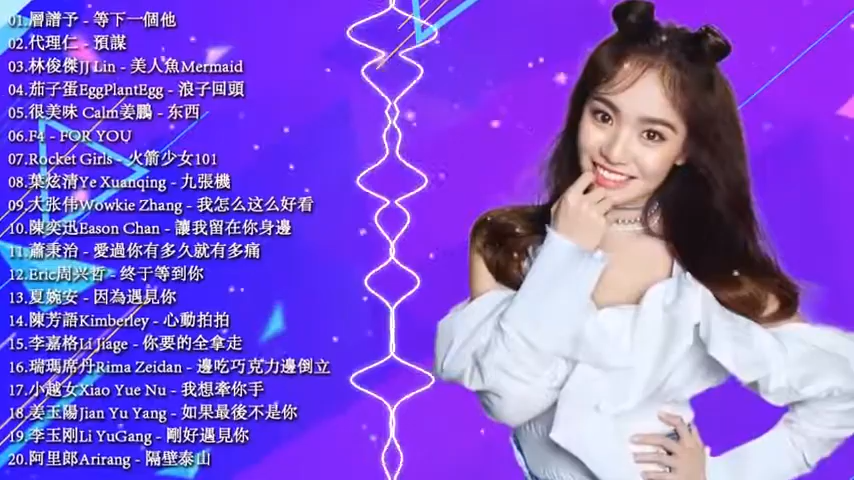 01.層譜予 - 等下一個他
02.代理仁 - 預謀
03.林俊傑JJ Lin - 美人魚Mermaid
04.茄子蛋EggPlantEgg - 浪子回頭
05.很美味 Calm姜鹏 - 东西
06.F4 - FOR YOU
07.Rocket Girls - 火箭少女101
08.葉炫清Ye Xuanqing - 九張機
09.大张伟Wowkie Zhang - 我怎么这么好看
10.陳奕迅Eason Chan - 讓我留在你身邊
11.蕭秉治 - 愛過你有多久就有多痛
12.Eric周兴哲 - 终于等到你
13.夏婉安 - 因為遇見你
14.陳芳語Kimberley - 心動拍拍
15.李嘉格Li Jiage - 你要的全拿走
16.瑞瑪席丹Rima Zeidan - 邊吃巧克力邊倒立
17.小越女Xiao Yue Nu - 我想牽你手
18.姜玉陽Jian Yu Yang - 如果最後不是你
19.李玉刚Li YuGang - 剛好遇見你
20.阿里郎Arirang - 隔壁泰山